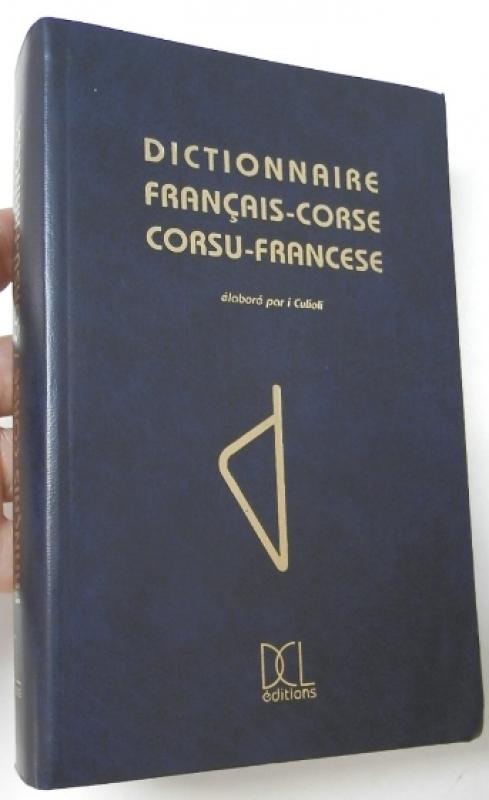 DICTIONNAIRE
FRANÇAIS-CORSE
CORSU-FRANCESE
élaboré par i Culioli
DCL
éditions